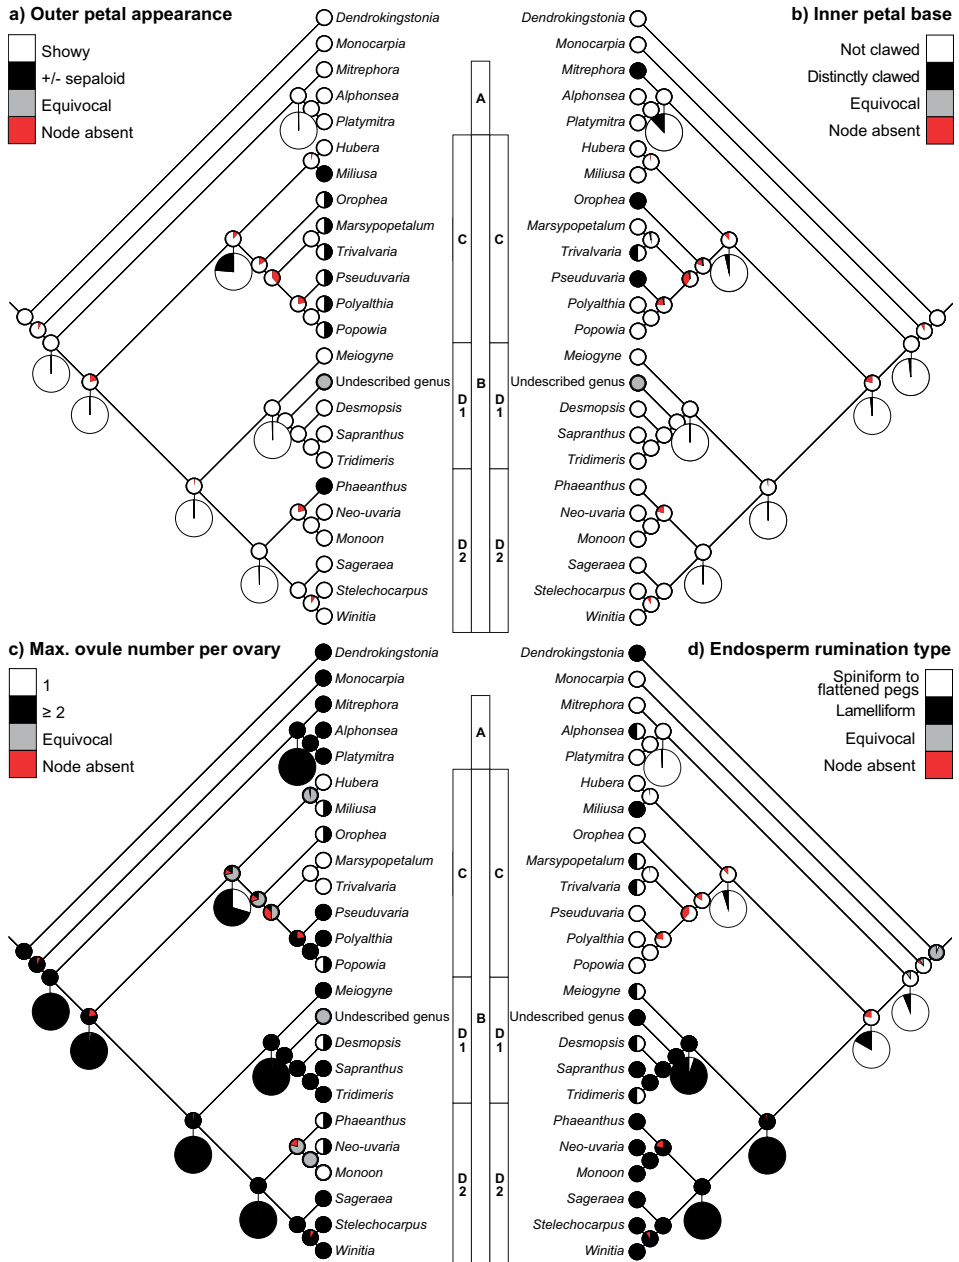 a) Outer petal appearance
Showy
+/- sepaloid
Equivocal
Node absent
Dendrokingstonia
Monocarpia
Mitrephora
Alphonsea
Platymitra
Hubera
Miliusa
Orophea
Marsypopetalum
Trivalvaria
Pseuduvaria
Polyalthia
Popowia
Meiogyne
Undescribed genus
Desmopsis
Sapranthus
Tridimeris
Phaeanthus
Neo-uvaria
Monoon
Sageraea
Stelechocarpus
Winitia
A
C
C
B
D
1
D
1
D
2
D
2
b) Inner petal base
Not clawed
Distinctly clawed
Equivocal
Node absent
Dendrokingstonia
Monocarpia
Mitrephora
Alphonsea
Platymitra
Hubera
Miliusa
Orophea
Marsypopetalum
Trivalvaria
Pseuduvaria
Polyalthia
Popowia
Meiogyne
Undescribed genus
Desmopsis
Sapranthus
Tridimeris
Phaeanthus
Neo-uvaria
Monoon
Sageraea
Stelechocarpus
Winitia
c) Max. ovule number per ovary
1
≥ 2
Equivocal
Node absent
Dendrokingstonia
Monocarpia
Mitrephora
Alphonsea
Platymitra
Hubera
Miliusa
Orophea
Marsypopetalum
Trivalvaria
Pseuduvaria
Polyalthia
Popowia
Meiogyne
Undescribed genus
Desmopsis
Sapranthus
Tridimeris
Phaeanthus
Neo-uvaria
Monoon
Sageraea
Stelechocarpus
Winitia
A
C
C
B
D
1
D
1
D
2
D
2
d) Endosperm rumination type
Spiniform to
flattened pegs
Lamelliform
Equivocal
Node absent
Dendrokingstonia
Monocarpia
Mitrephora
Alphonsea
Platymitra
Hubera
Miliusa
Orophea
Marsypopetalum
Trivalvaria
Pseuduvaria
Polyalthia
Popowia
Meiogyne
Undescribed genus
Desmopsis
Sapranthus
Tridimeris
Phaeanthus
Neo-uvaria
Monoon
Sageraea
Stelechocarpus
Winitia